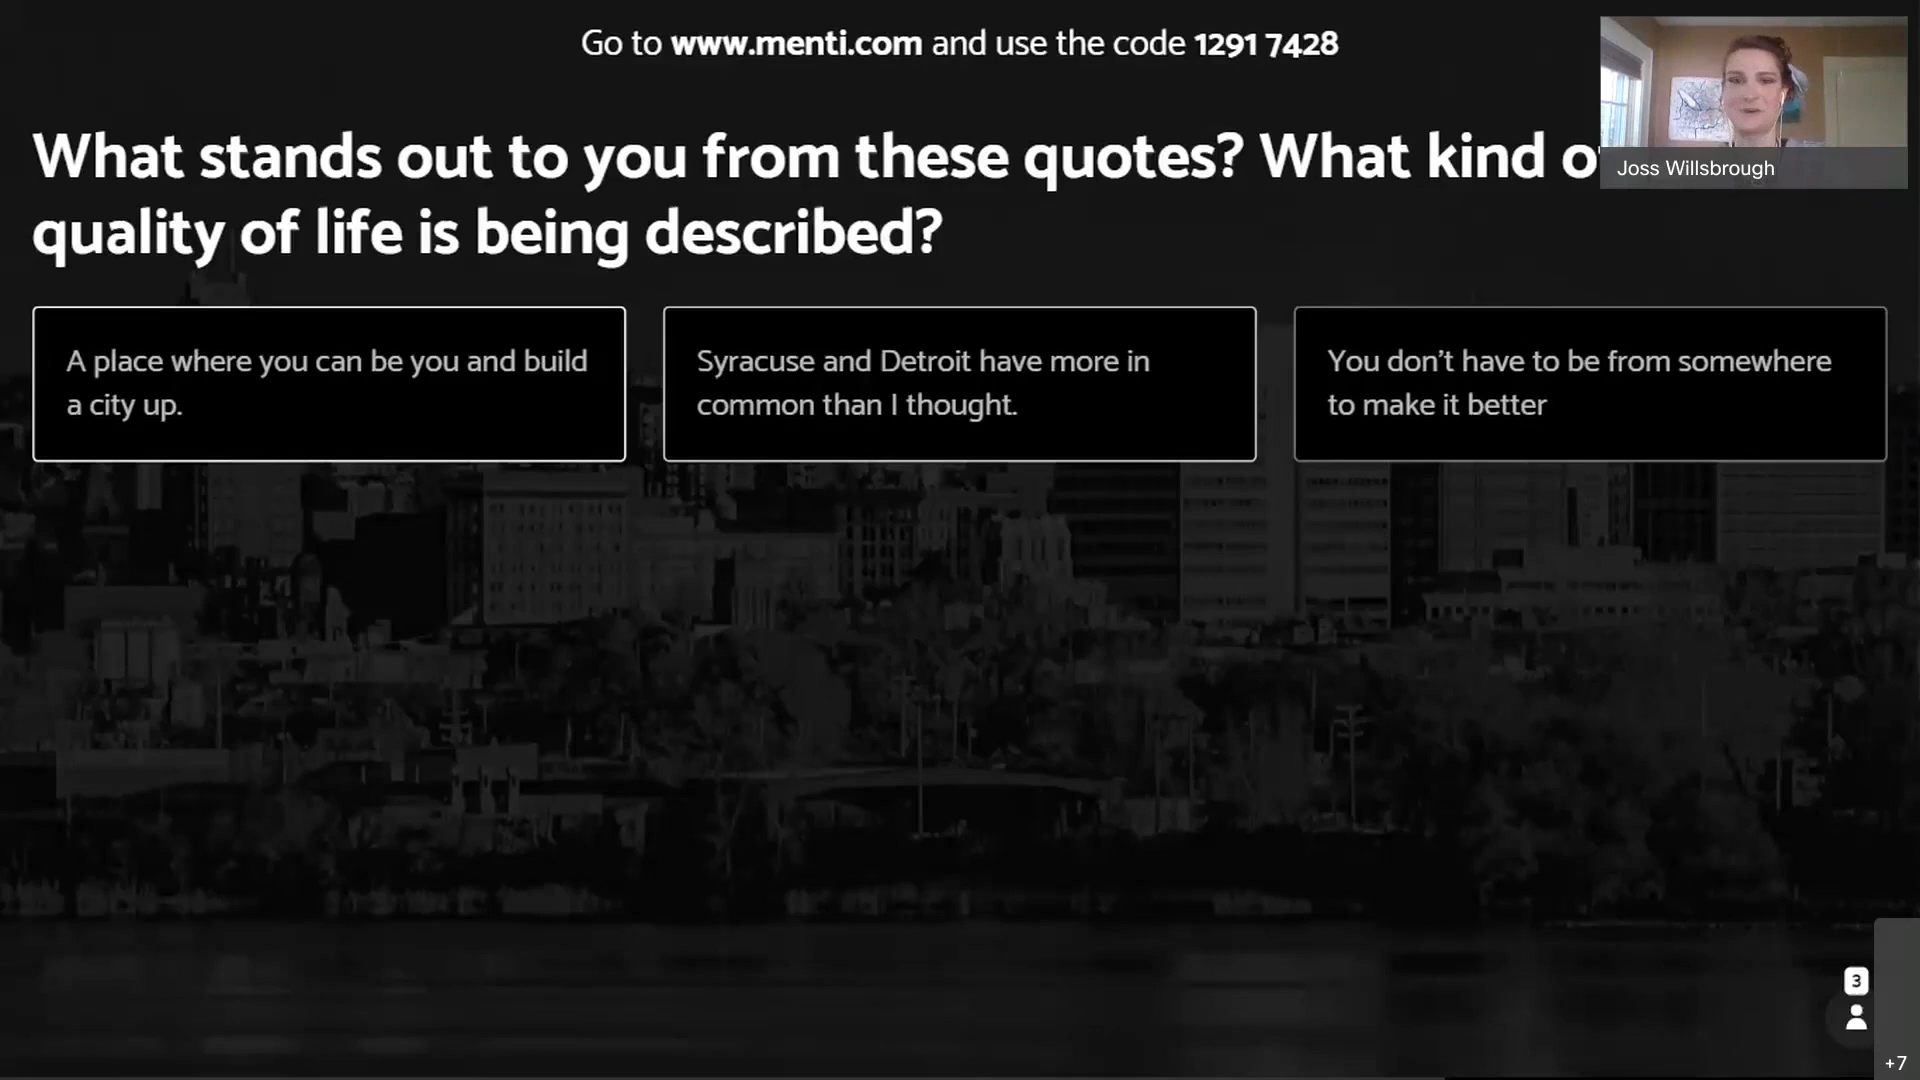 Go to www.menti.com and use the code 1291 7428
What stands out to you from these quotes? What kind o
quality of life is being described?
Joss Willsbrough
A place where you can be you and build
a city up.
Syracuse and Detroit have more in
common than I thought.
You don't have to be from somewhere
to make it better
3
+7